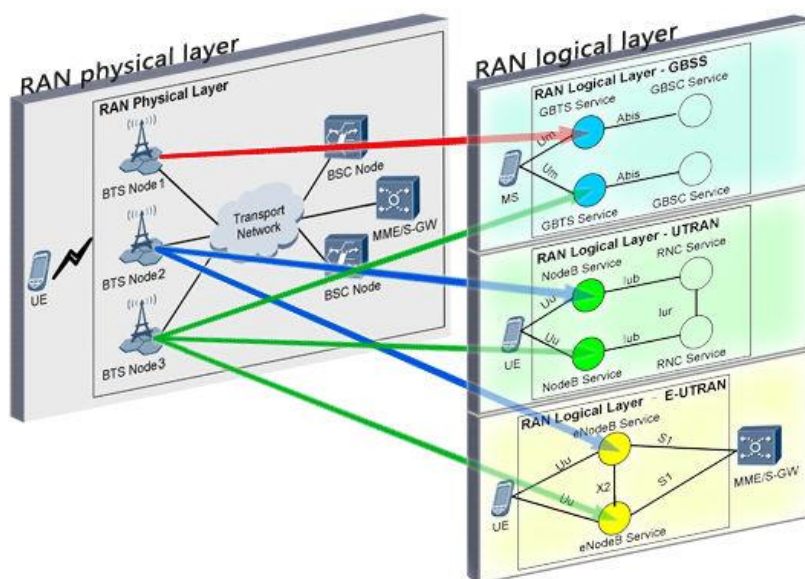 RAN physical layer
RAN Physical Layer
BTS Node1
BSC Node
Transport
Network
MME/S-GW
BTS Node2
BSC Node
UE
BTS Node3
RAN logical layer
RAN Logical Layer - GBSS
GBTS Service
GBSC Service
Um
Abis
MS
Um
Abis
GBTS Service
GBSC Service
RAN Logical Layer - UTRAN
NodeB Service
RNC Service
Uu
Iub
Iur
UE
Uu
Iub
NodeB Service
RNC Service
RAN Logical Layer - E-UTRAN
eNodeB Service
Uu
S1
X2
MME/S-GW
UE
Uu
S1
eNodeB Service